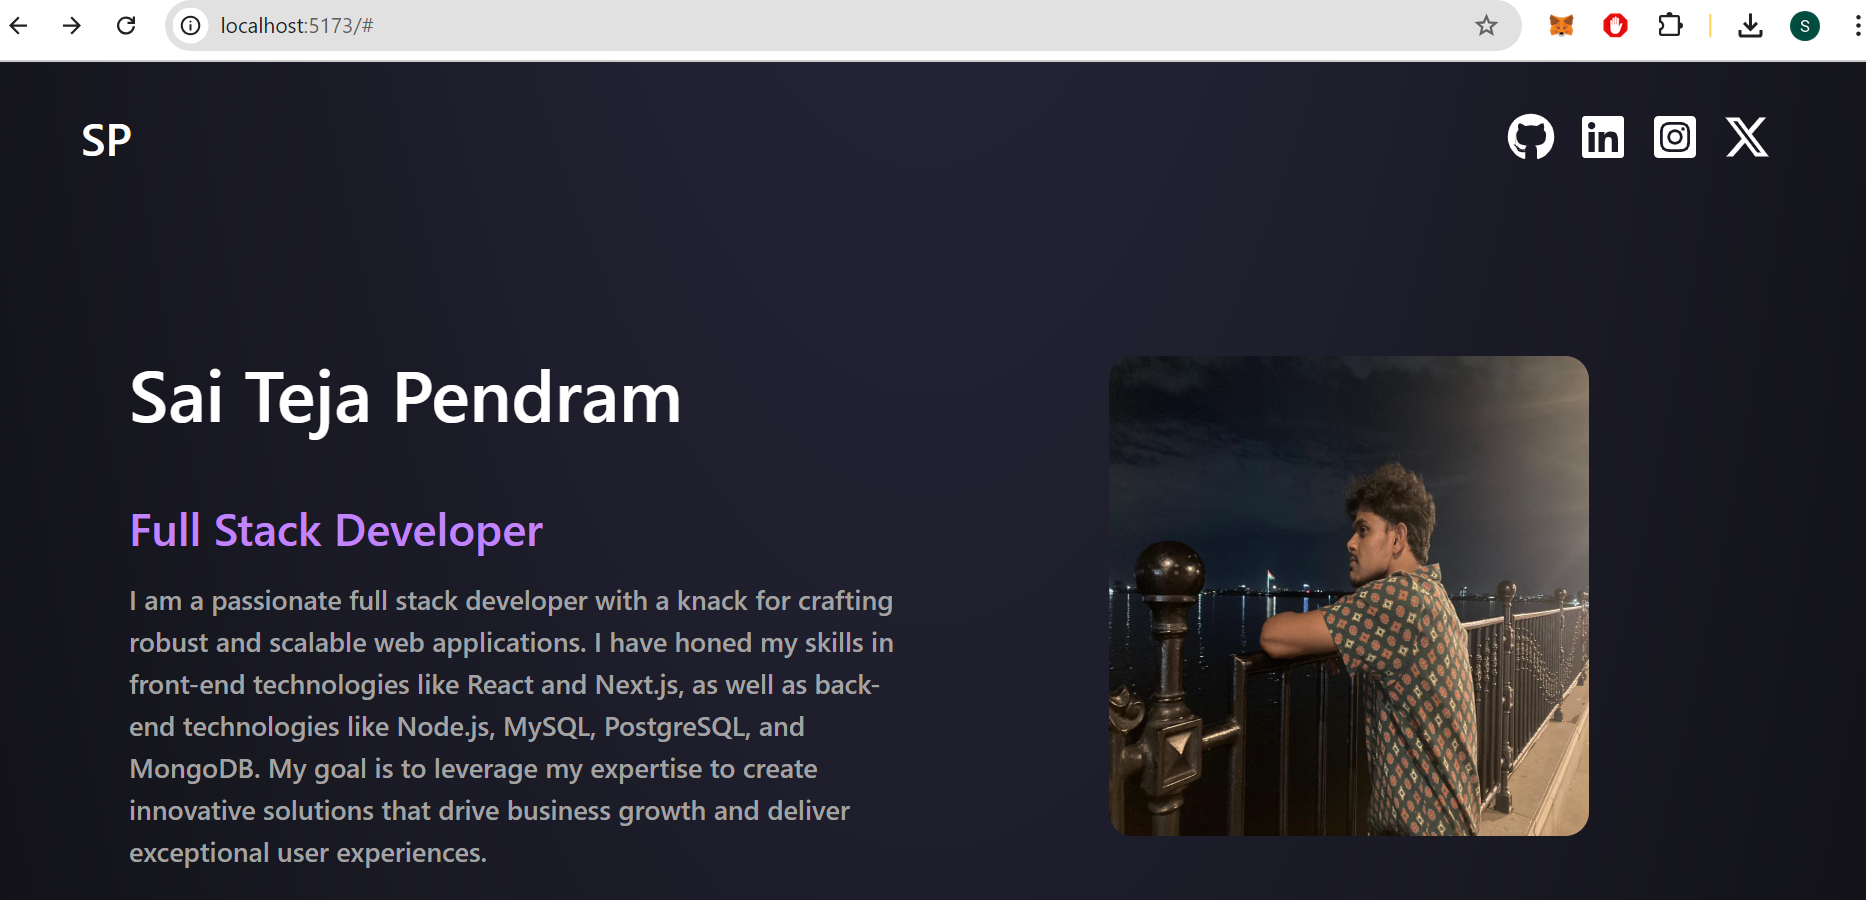 localhost:5173/#
S
SP
in
Sai Teja Pendram
Full Stack Developer
I am a passionate full stack developer with a knack for crafting
robust and scalable web applications. I have honed my skills in
front-end technologies like React and Next.js, as well as back-
end technologies like Node.js, MySQL, PostgreSQL, and
MongoDB. My goal is to leverage my expertise to create
innovative solutions that drive business growth and deliver
exceptional user experiences.